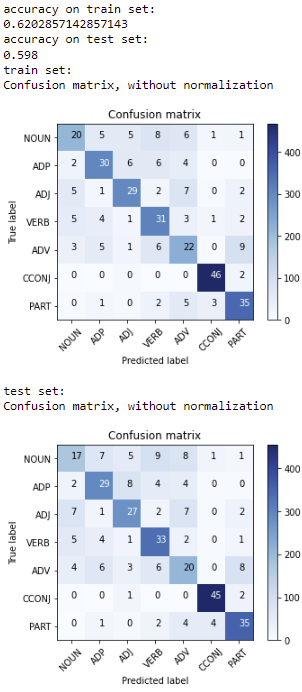 accuracy on train set:
0.6202857142857143
accuracy on test set:
0.598
train set:
Confusion matrix, without normalization
Confusion matrix
NOUN 20 5 5 8 6 1 1
ADP 2 30 6 6 4 0 0
ADJ 5 1 29 2 7 0 2
VERB 5 4 1 31 3 1 2
ADV 3 5 1 6 22 0 9
CCONJ 0 0 0 0 0 46 2
PART 0 1 0 2 5 3 35
NOUN ADP ADJ VERB ADV CCONJ PART
True label
Predicted label
400
300
200
100
0
test set:
Confusion matrix, without normalization
Confusion matrix
NOUN 17 7 5 9 8 1 1
ADP 2 29 8 4 4 0 0
ADJ 7 1 27 2 7 0 2
VERB 5 4 1 33 2 0 1
ADV 4 6 3 6 20 0 8
CCONJ 0 0 1 0 0 45 2
PART 0 1 0 2 4 4 35
NOUN ADP ADJ VERB ADV CCONJ PART
True label
Predicted label
400
300
200
100
0